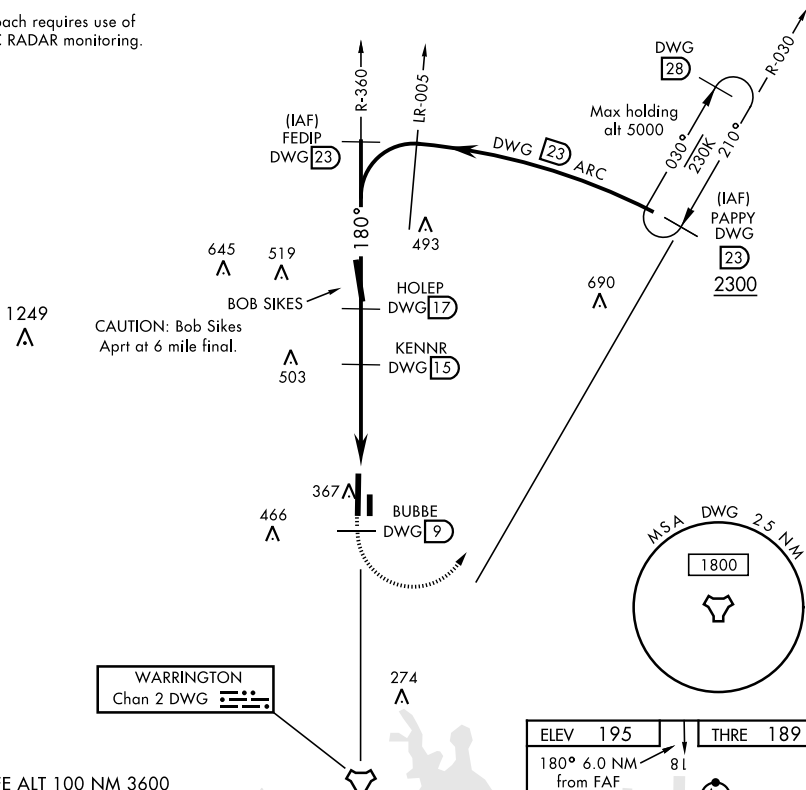 use of
RADAR monitoring.
R-360
LR-005
DWG
28
R-030
Max holding
alt 5000
030°
230K
210°
(IAF)
FEDIP
DWG 23
DWG 23 ARC
(IAF)
PAPPY
DWG
23
2300
180°
493
645
519
BOB SIKES
HOLEP
DWG 17
690
1249
CAUTION: Bob Sikes
Aprt at 6 mile final.
KENNR
DWG 15
503
367
466
BUBBE
DWG 9
MSA DWG 25 NM
1800
WARRINGTON
Chan 2 DWG
274
ELEV 195
THRE 189
180° 6.0 NM
from FAF
18
ALT 100 NM 3600